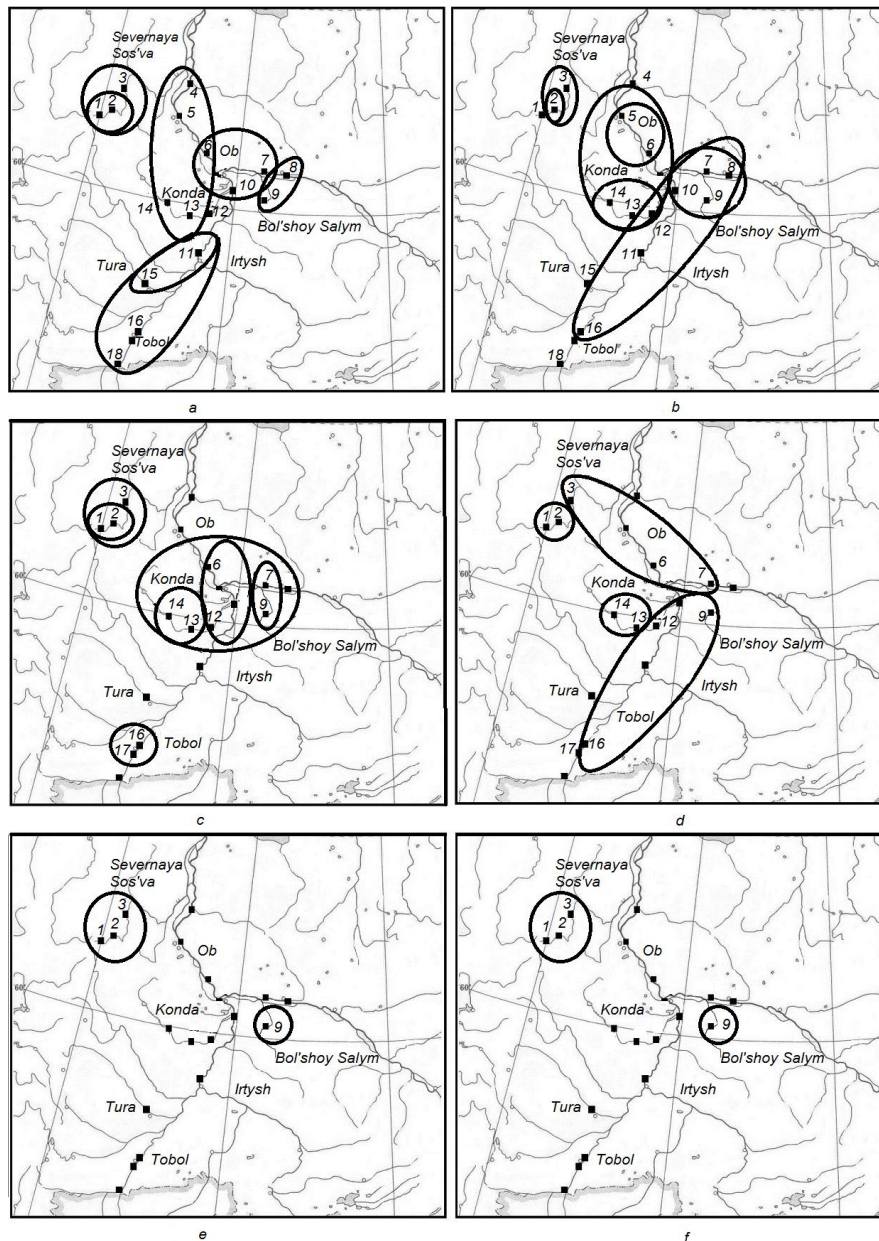 Severnaya
Sos'va
3
1 2
4
5
6 Ob
7
8
60°
Konda
10
9
14 13 12
Bol'shoy Salym
11
Tura
Irtysh
15
16
Tobol
18
a
Severnaya
Sos'va
3
1 2
4
5
Ob
6
7
8
60°
Konda
10
9
14
13
12
Bol'shoy Salym
11
Tura
Irtysh
15
16
Tobol
18
b
Severnaya
Sos'va
3
1 2
Ob
6
7
60°
Konda
14
9
13 12
Bol'shoy Salym
Irtysh
Tura
16
17 Tobol
c
Severnaya
Sos'va
3
1 2
Ob
6
7
60°
Konda
14
9
13 12
Bol'shoy Salym
Irtysh
Tura
Tobol
17 16
d
Severnaya
Sos'va
3
1 2
Ob
60°
Konda
9
Bol'shoy Salym
Irtysh
Tura
Tobol
e
Severnaya
Sos'va
3
1 2
Ob
60°
Konda
9
Bol'shoy Salym
Irtysh
Tura
Tobol
f